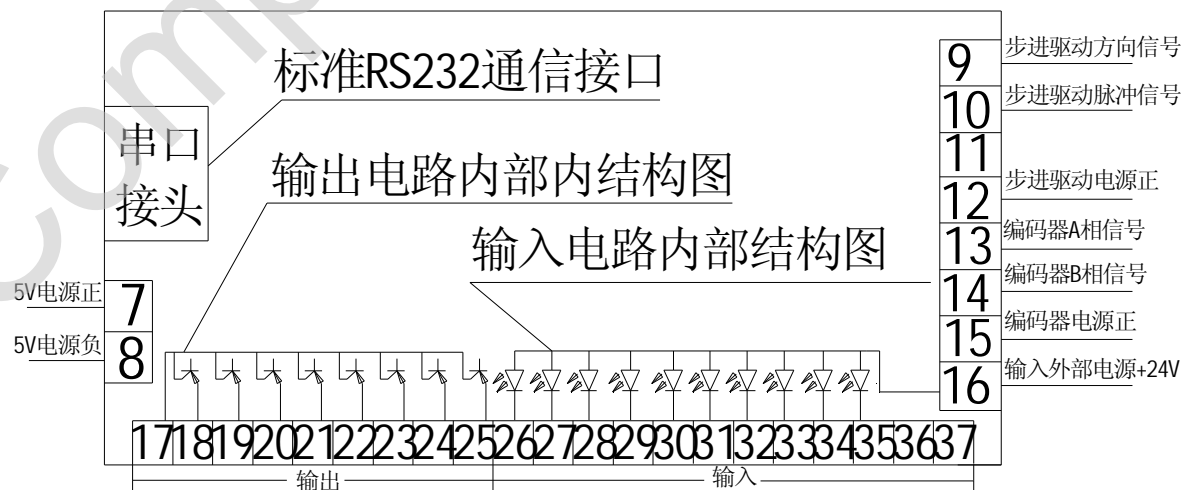 Comp
标准RS232通信接口
串口
接头
输出电路内部内结构图
输入电路内部结构图
5V电源正
7
5V电源负
8
9
步进驱动方向信号
10
步进驱动脉冲信号
11
12
步进驱动电源正
13
编码器A相信号
14
编码器B相信号
15
编码器电源正
16
输入外部电源+24V
17 18 19 20 21 22 23 24 25 26 27 28 29 30 31 32 33 34 35 36 37
输出
输入